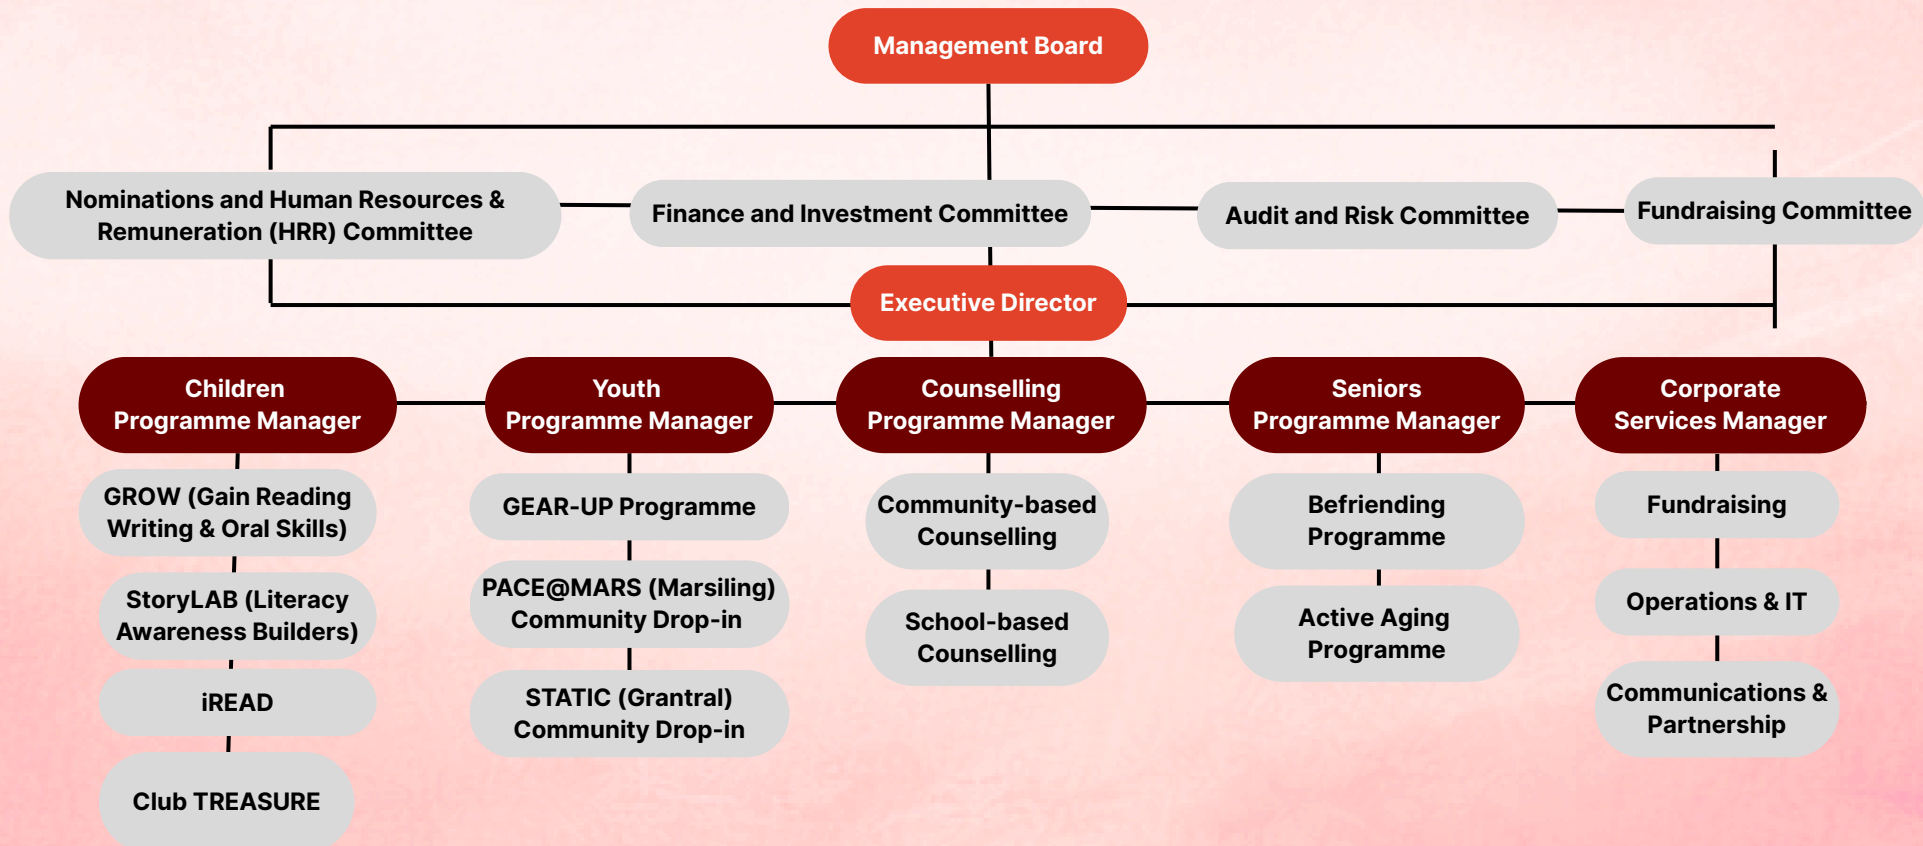 Management Board
Nominations and Human Resources &
Remuneration (HRR) Committee
Finance and Investment Committee
Audit and Risk Committee
Fundraising Committee
Executive Director
Children
Programme Manager
Youth
Programme Manager
Counselling
Programme Manager
Seniors
Programme Manager
Corporate
Services Manager
GROW (Gain Reading
Writing & Oral Skills)
StoryLAB (Literacy
Awareness Builders)
iREAD
Club TREASURE
GEAR-UP Programme
PACE@MARS (Marsiling)
Community Drop-in
STATIC (Grantral)
Community Drop-in
Community-based
Counselling
School-based
Counselling
Befriending
Programme
Active Aging
Programme
Fundraising
Operations & IT
Communications &
Partnership